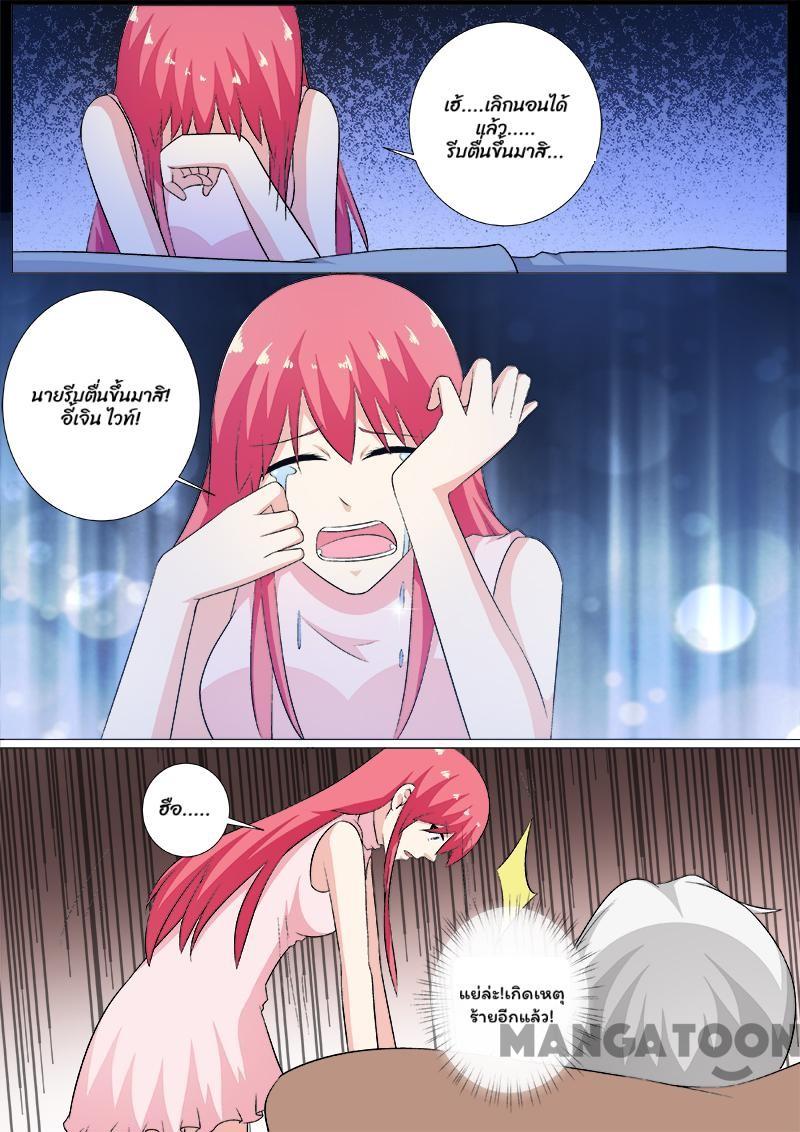 เฮ้....เลิกนอนได้
แล้ว.....
รีบตื่นขึ้นมาสิ...
นายรีบตื่นขึ้นมาสิ!
อี้เจิน ไวท์!
ฮือ.....
แย่ล่ะ!เกิดเหตุ
ร้ายอีกแล้ว!
MANGATOON